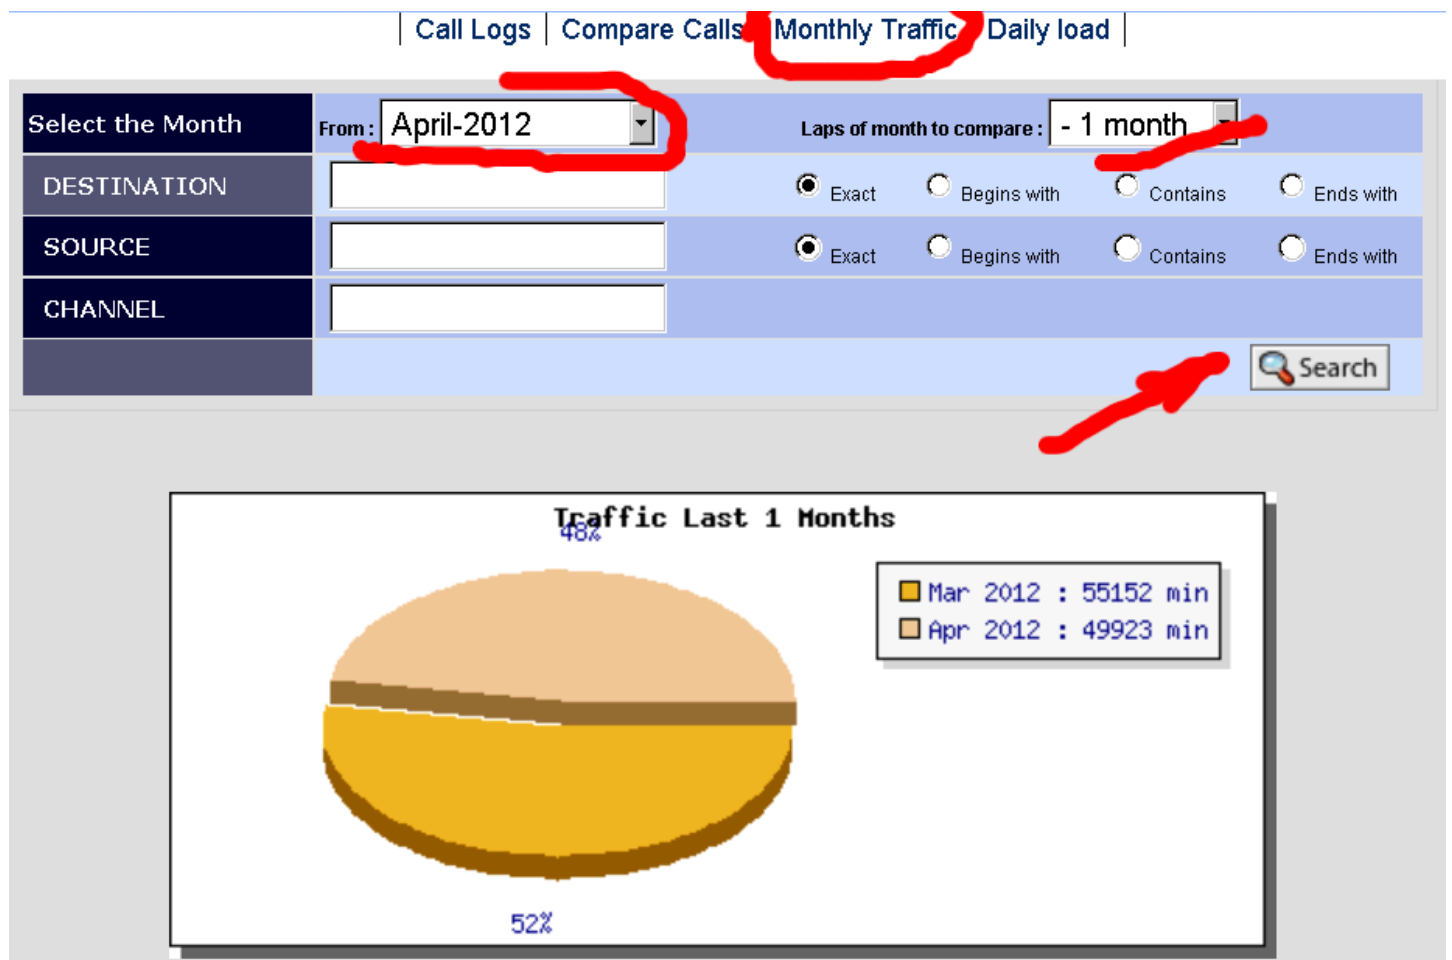 Call Logs | Compare Calls Monthly Traffic Daily load
Select the Month From : April-2012 Laps of month to compare : - 1 month
DESTINATION Exact Begins with Contains Ends with
SOURCE Exact Begins with Contains Ends with
CHANNEL
Search
Traffic Last 1 Months
48%
Mar 2012 : 55152 min
Apr 2012 : 49923 min
52%